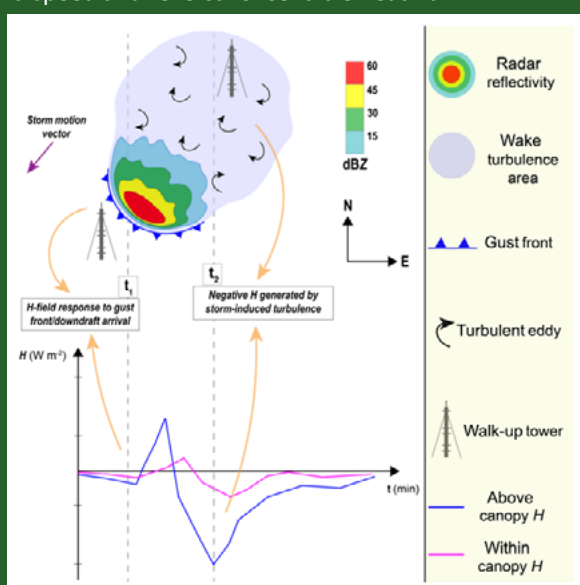 Storm motion
vector
60
45
30
15
dBZ
N
E
t1
t2
H-field response to gust
front/downdraft arrival
Negative H generated by
storm-induced turbulence
H (W m-2)
t (min)
Radar
reflectivity
Wake
turbulence
area
Gust front
Turbulent eddy
Walk-up tower
Above
canopy H
Within
canopy H